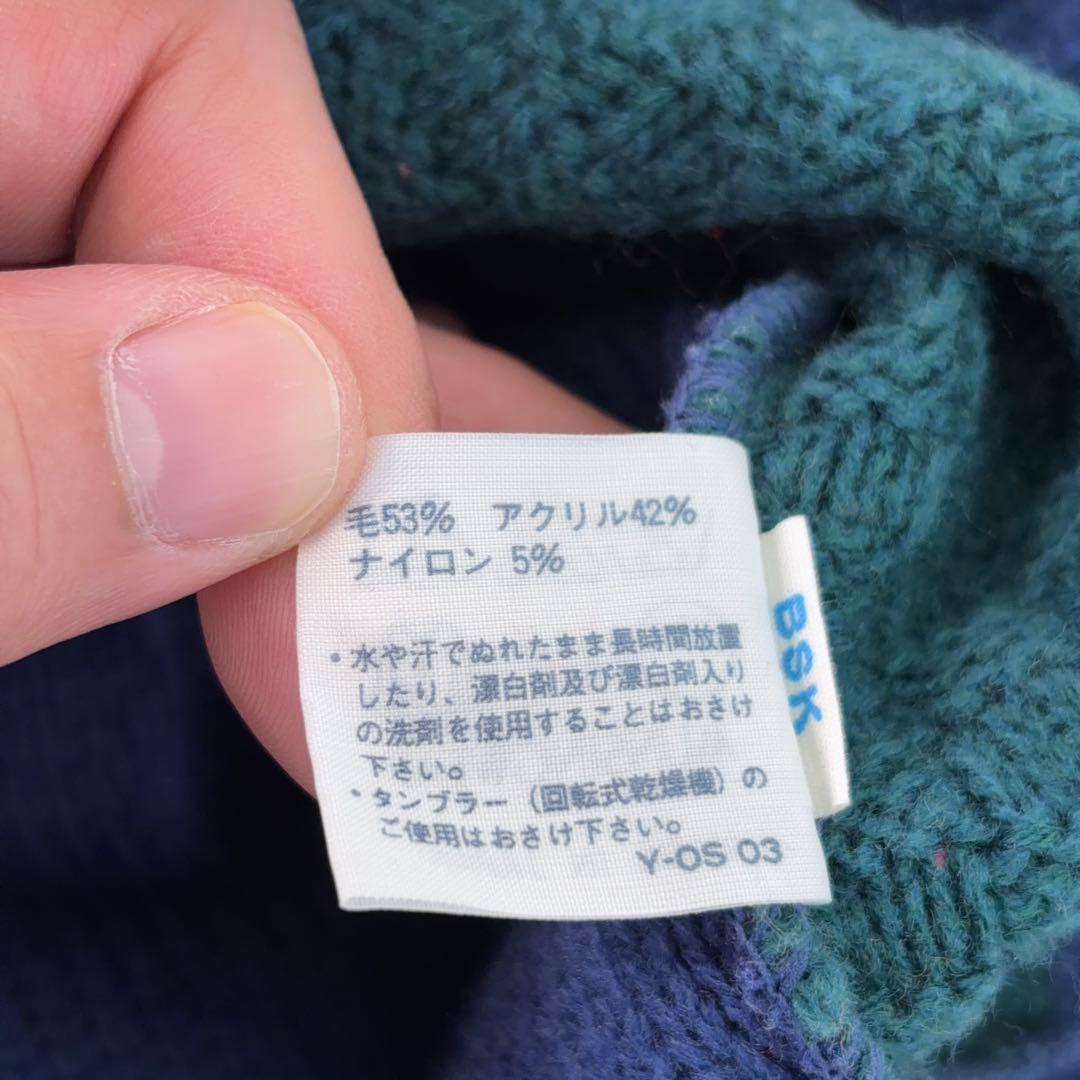 毛53% アクリル42%
ナイロン 5%
・水や汗でぬれたまま長時間放置
したり、漂白剤及び漂白剤入り
の洗剤を使用することはおさけ
下さい。
・タンブラー（回転式乾燥機）の
ご使用はおさけ下さい。
Y-OS 03
BSK